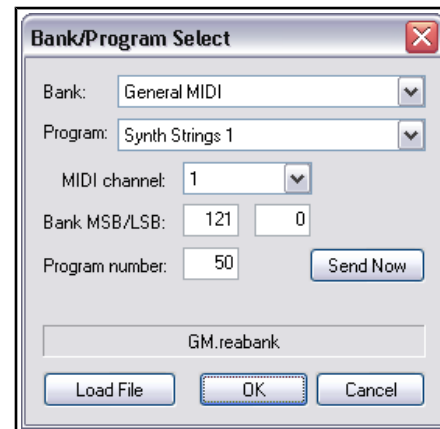 Bank/Program Select
Bank: General MIDI
Program: Synth Strings 1
MIDI channel: 1
Bank MSB/LSB: 121 0
Program number: 50 Send Now
GM.reabank
Load File OK Cancel